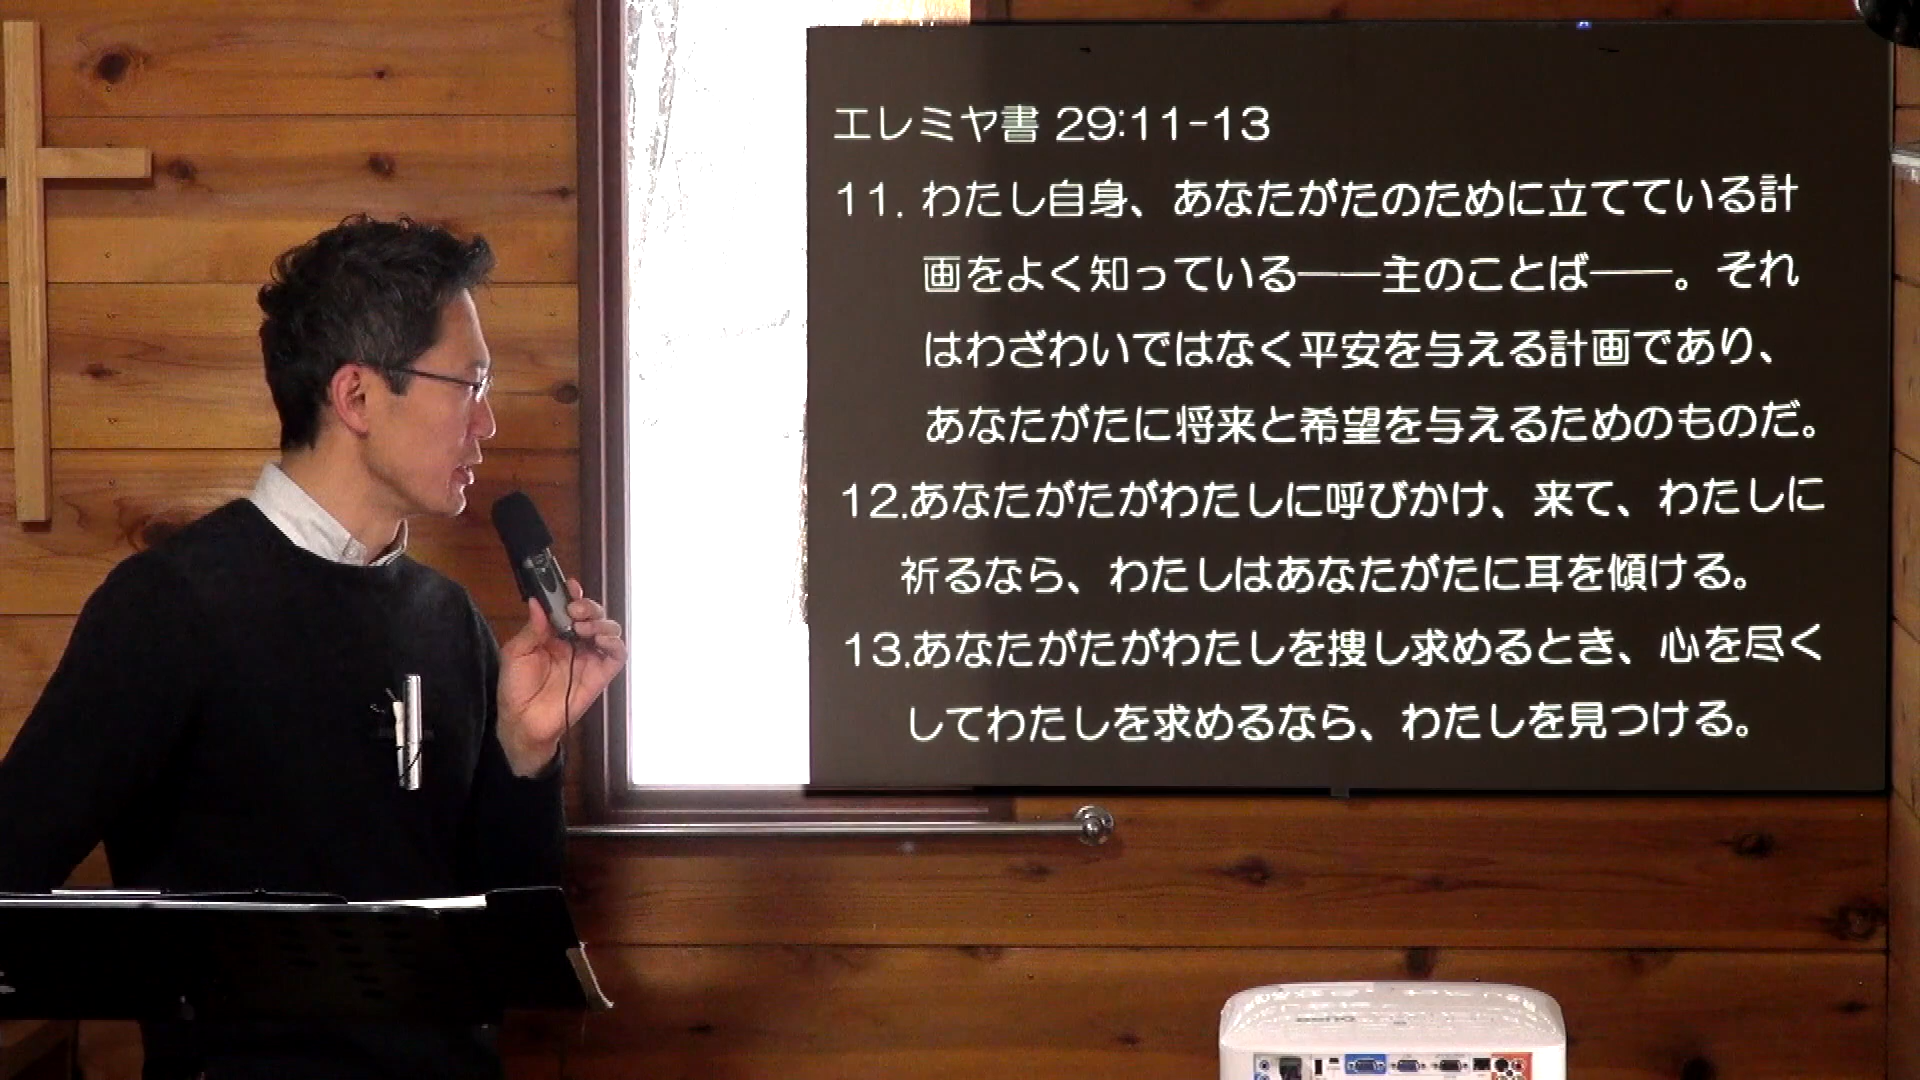 エレミヤ書 29:11-13
11. わたし自身、あなたがたのために立てている計
画をよく知っている――主のことば――。それ
はわざわいではなく平安を与える計画であり、
あなたがたに将来と希望を与えるためのものだ。
12.あなたがたがわたしに呼びかけ、来て、わたしに
祈るなら、わたしはあなたがたに耳を傾ける。
13.あなたがたがわたしを捜し求めるとき、心を尽く
してわたしを求めるなら、わたしを見つける。